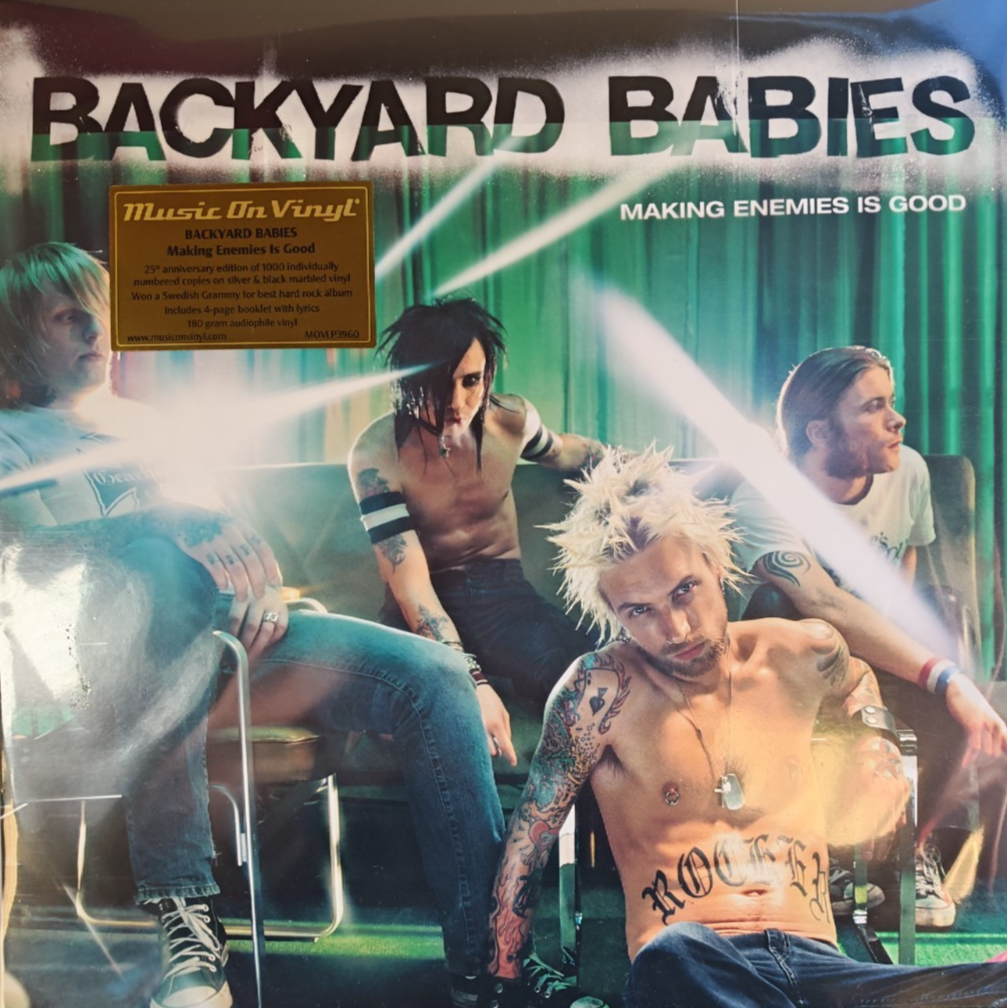 BACKYARD BABIES
MAKING ENEMIES IS GOOD
Music On Vinyl®
BACKYARD BABIES
Making Enemies Is Good
25th anniversary edition of 1000 individually
numbered copies on silver & black marbled vinyl
Won a Swedish Grammy for best hard rock album
Includes 4-page booklet with lyrics
180 gram audiophile vinyl
www.musiconvinyl.com MOVLP3960
ROCKER